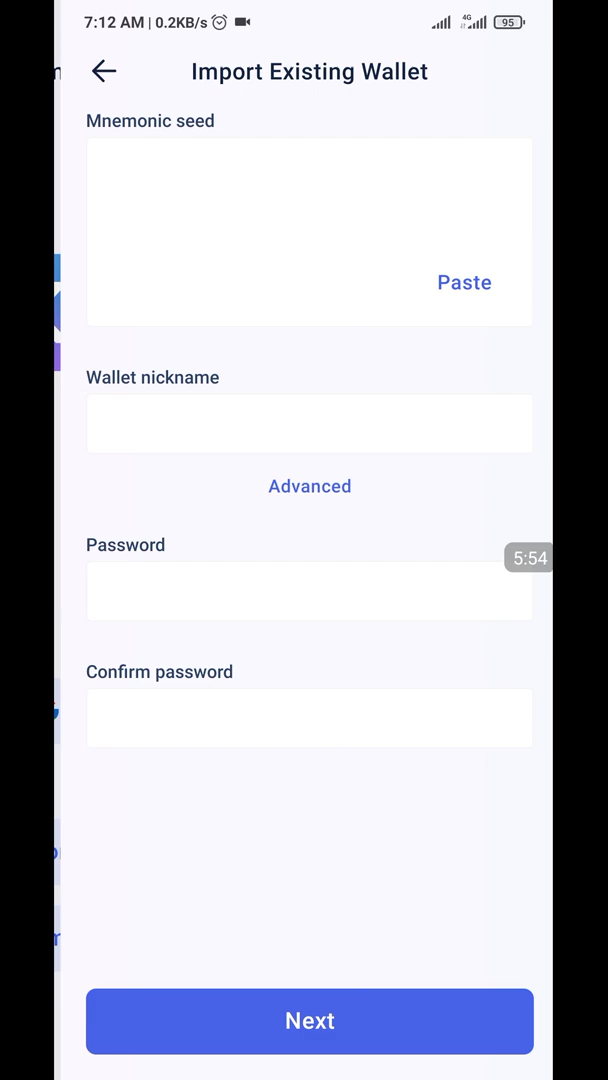 7:12 AM | 0.2KB/s 4G 95
Import Existing Wallet
Mnemonic seed
Paste
Wallet nickname
Advanced
Password
5:54
Confirm password
Next